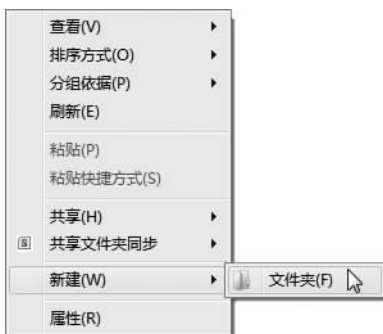 查看(V)
排序方式(O)
分组依据(P)
刷新(E)
粘贴(P)
粘贴快捷方式(S)
共享(H)
S 共享文件夹同步
新建(W) 文件夹(F)
属性(R)